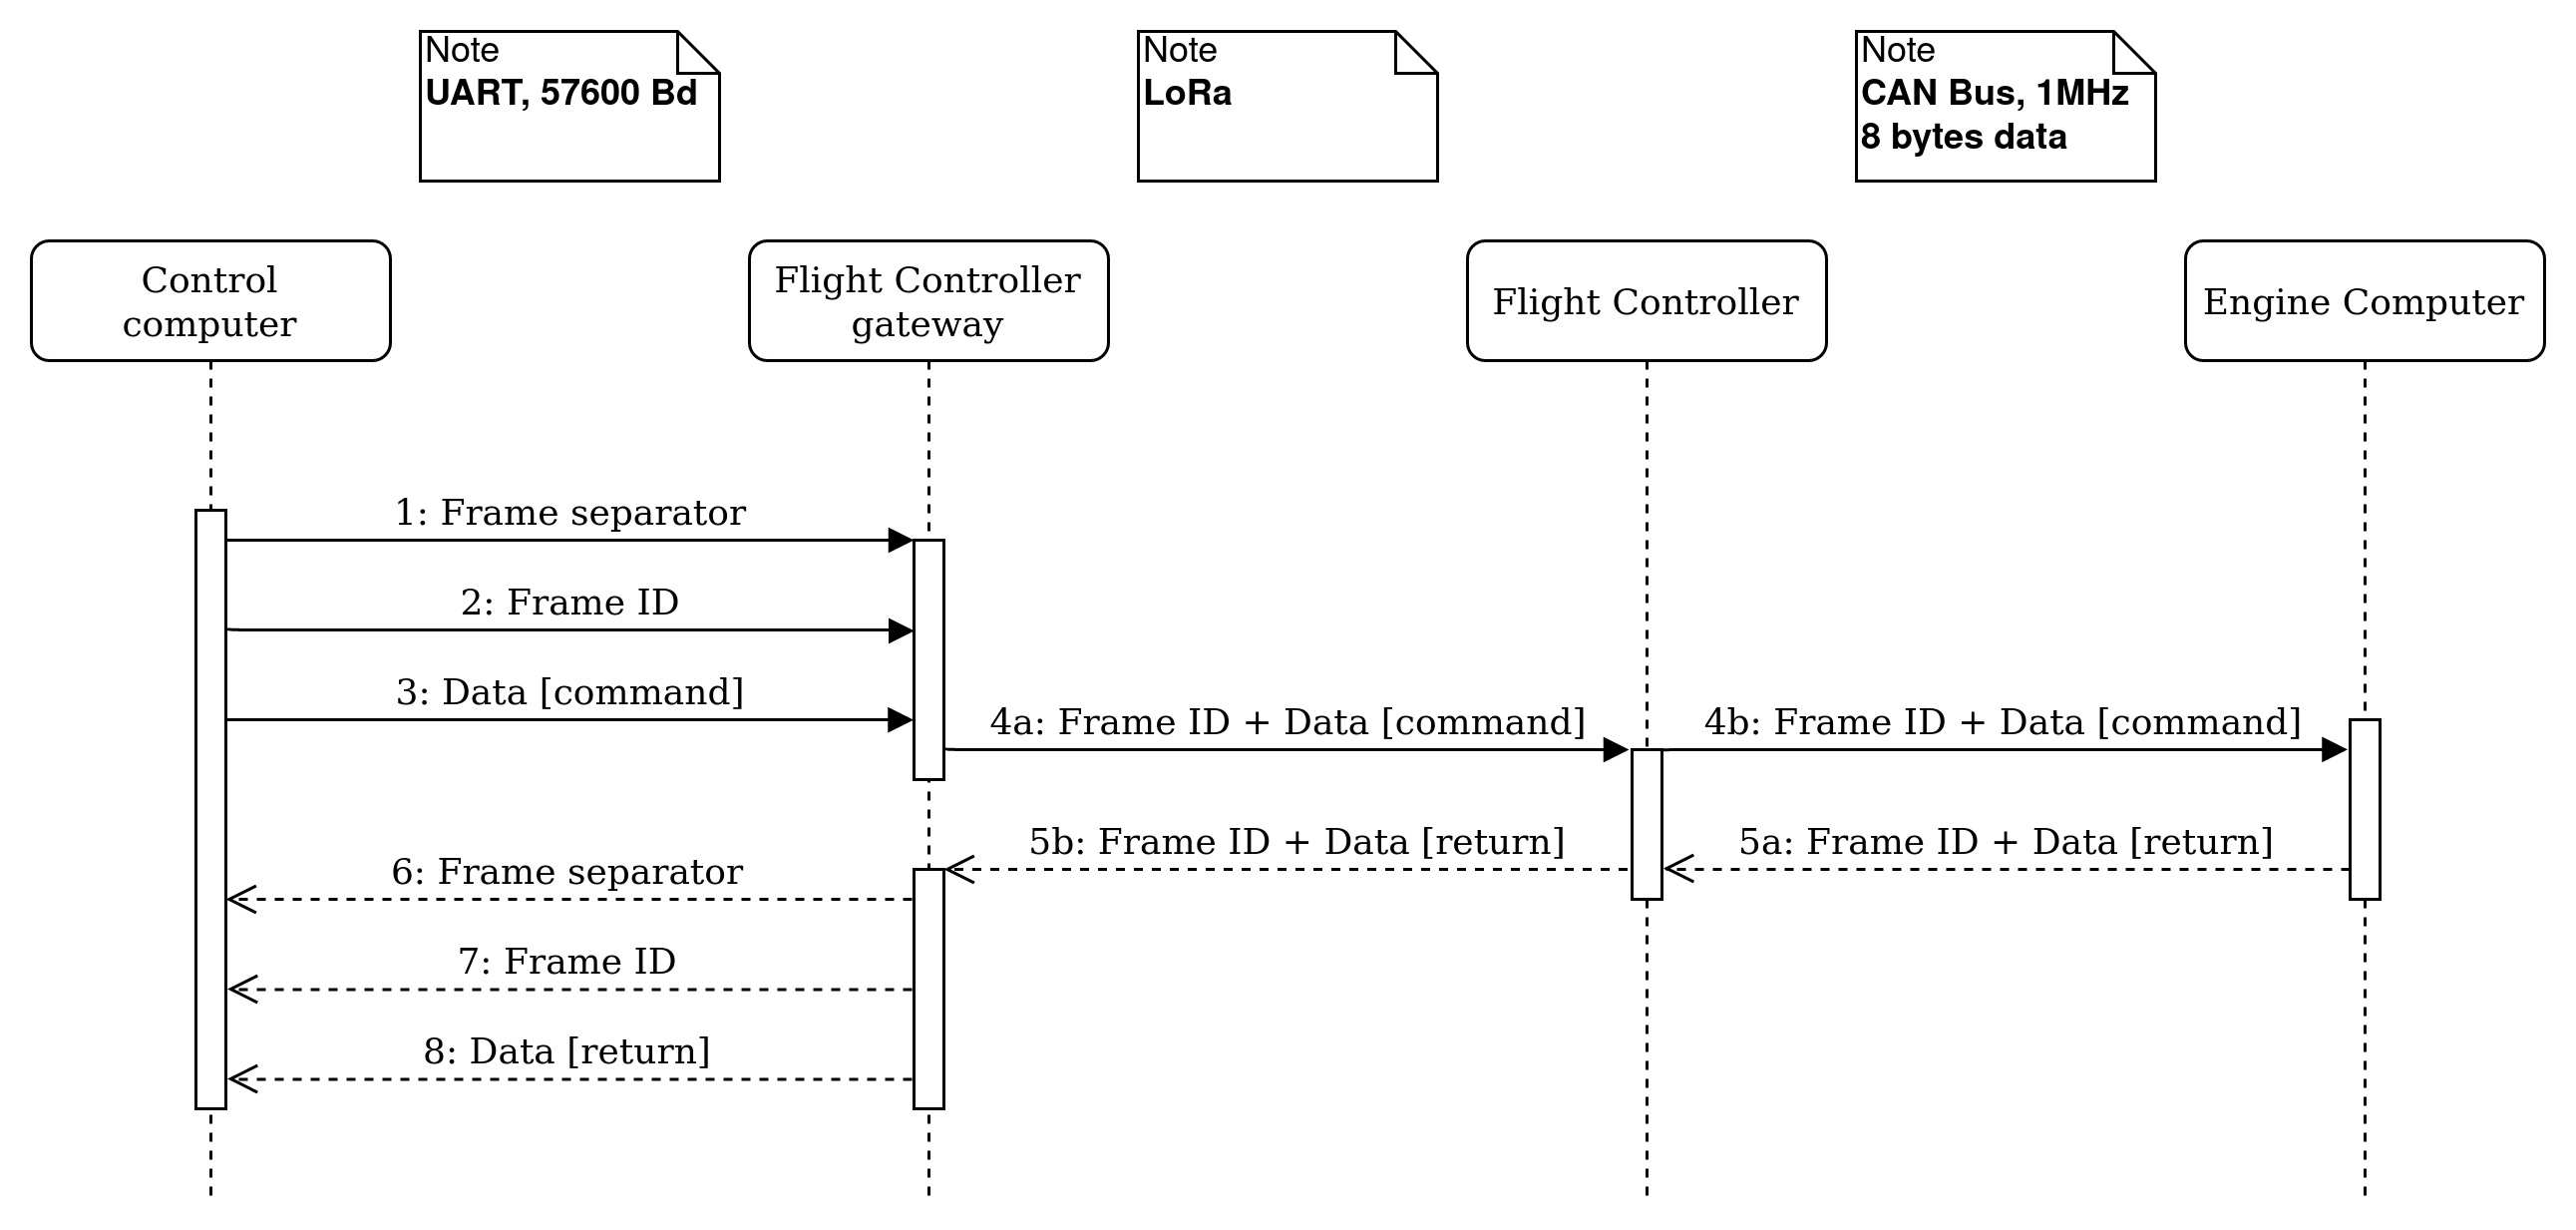 Note
UART, 57600 Bd
Note
LoRa
Note
CAN Bus, 1MHz
8 bytes data
Control
computer
Flight Controller
gateway
Flight Controller
Engine Computer
1: Frame separator
2: Frame ID
3: Data [command]
4a: Frame ID + Data [command]
4b: Frame ID + Data [command]
5b: Frame ID + Data [return]
5a: Frame ID + Data [return]
6: Frame separator
7: Frame ID
8: Data [return]